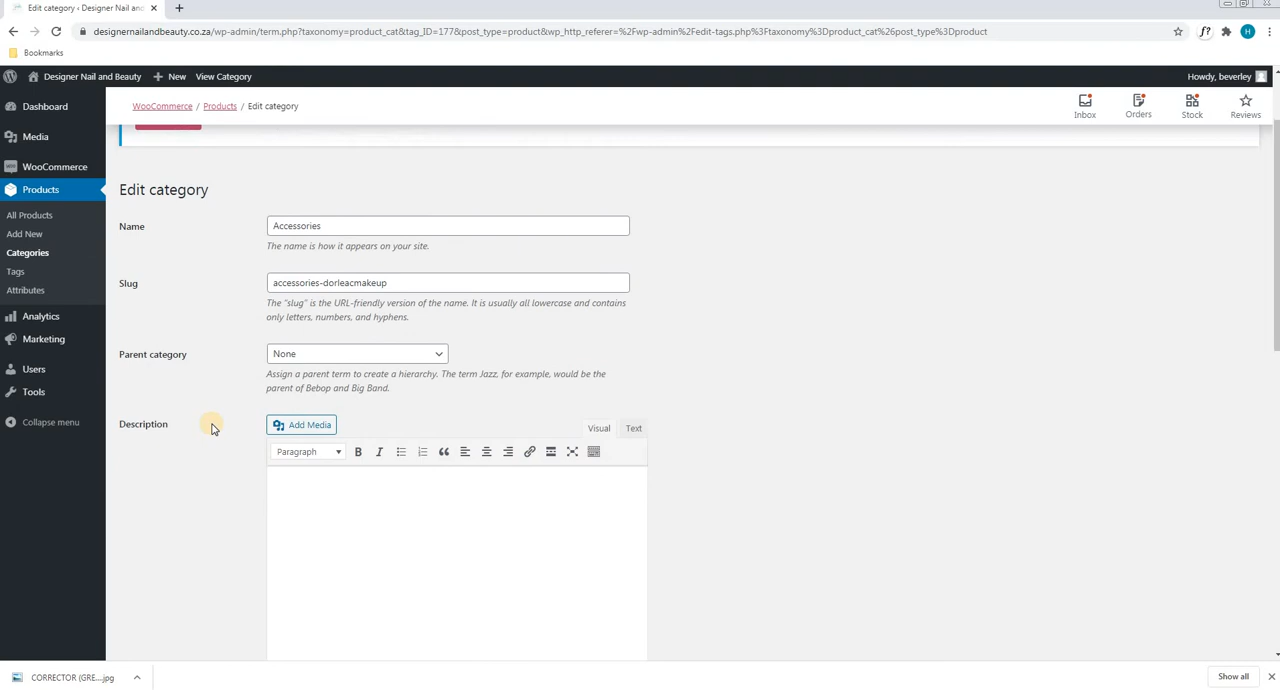 Edit category ‹ Designer Nail and
designernailandbeauty.co.za/wp-admin/term.php?taxonomy=product_cat&tag_ID=177&post_type=product&wp_http_referer=%2Fwp-admin%2Fedit-tags.php%3Ftaxonomy%3Dproduct_cat%26post_type%3Dproduct
f?
H
Bookmarks
Designer Nail and Beauty
New
View Category
Howdy, beverley
Dashboard
Media
WooCommerce
Products
All Products
Add New
Categories
Tags
Attributes
Analytics
Marketing
Users
Tools
Collapse menu
WooCommerce / Products / Edit category
Inbox
Orders
Stock
Reviews
Edit category
Name
Accessories
The name is how it appears on your site.
Slug
accessories-dorleacmakeup
The "slug" is the URL-friendly version of the name. It is usually all lowercase and contains
only letters, numbers, and hyphens.
Parent category
None
Assign a parent term to create a hierarchy. The term Jazz, for example, would be the
parent of Bebop and Big Band.
Description
Add Media
Visual
Text
Paragraph
B I
CORRECTOR (GRE....jpg
Show all